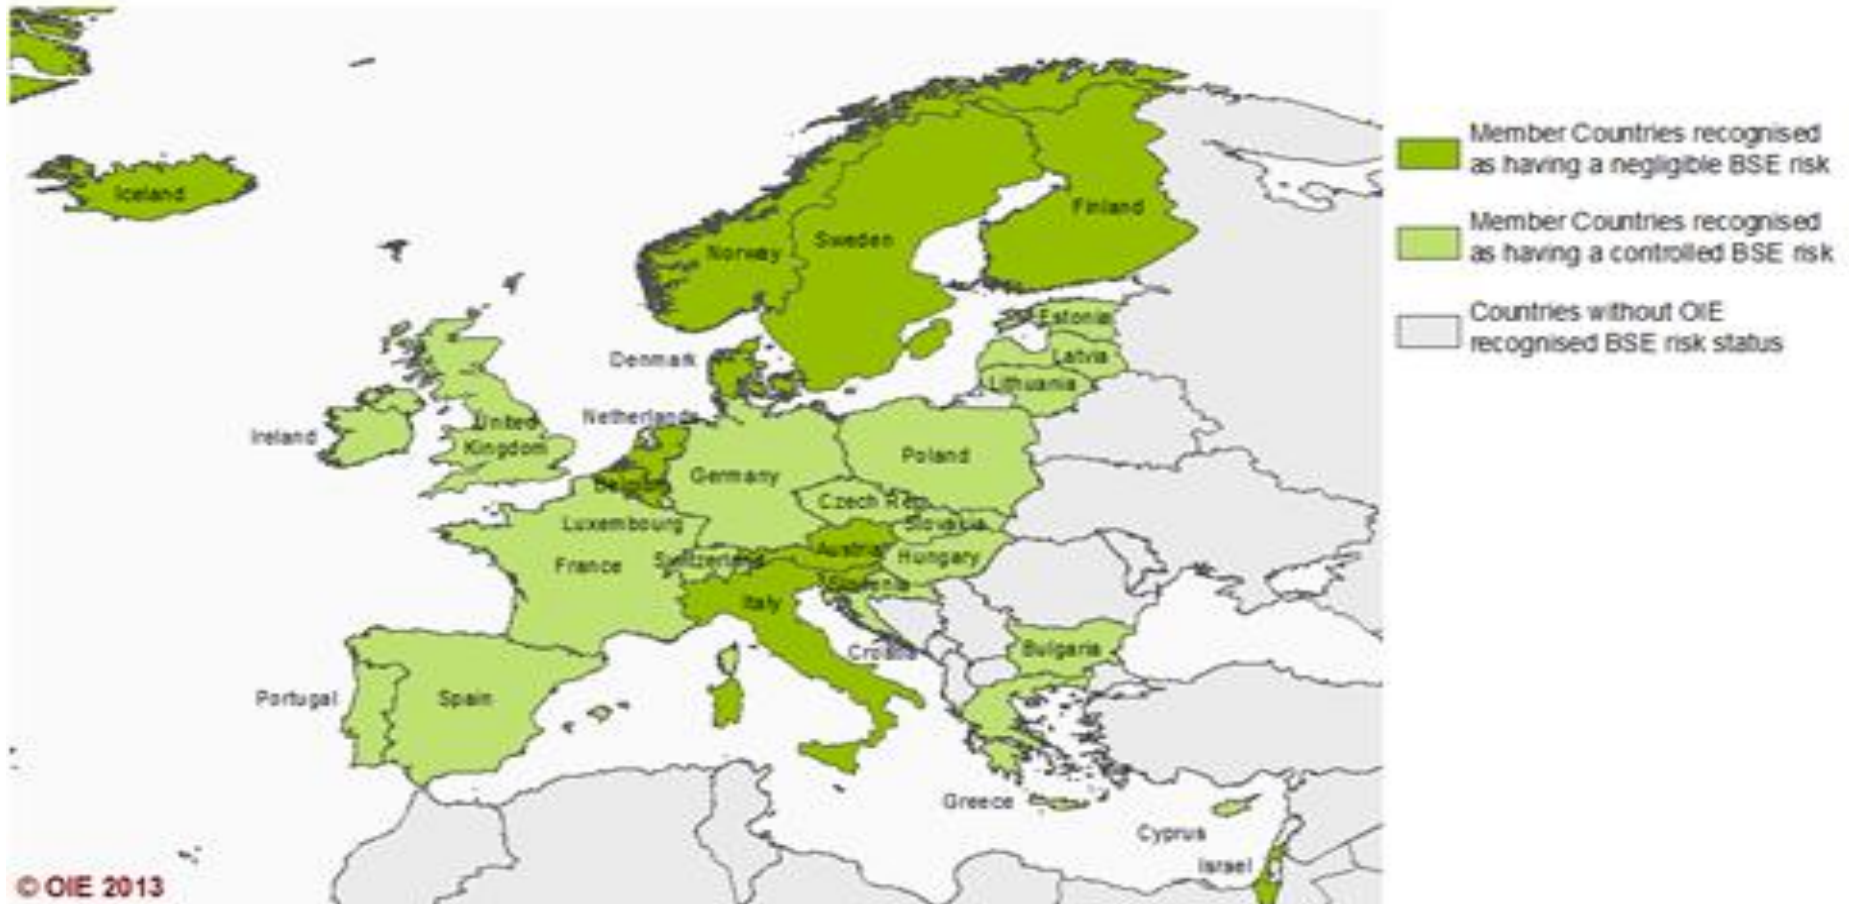 Iceland
Norway
Sweden
Finland
Estonia
Latvia
Lithuania
Denmark
Netherlands
Ireland
United
Kingdom
Belgium
Germany
Poland
Czech Rep.
Luxembourg
Slovakia
France
Switzerland
Austria
Hungary
Slovenia
Italy
Croatia
Bulgaria
Portugal
Spain
Greece
Cyprus
Israel
© OIE 2013
Member Countries recognised
as having a negligible BSE risk
Member Countries recognised
as having a controlled BSE risk
Countries without OIE
recognised BSE risk status